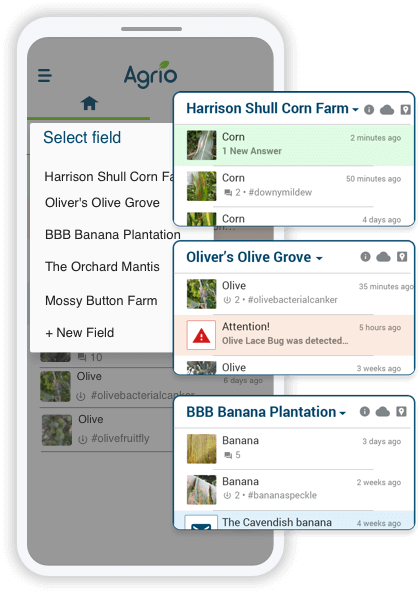 Agrio
Select field
Harrison Shull Corn Fa
Oliver's Olive Grove
BBB Banana Plantation
The Orchard Mantis
Mossy Button Farm
+ New Field
10
Olive
6 days ago
#olivebacterialcanker
Olive
#olivefruitfly
Harrison Shull Corn Farm
Corn
2 minutes ago
1 New Answer
Corn
50 minutes ago
2 • #downymildew
Corn
4 days ago
Oliver's Olive Grove
Olive
35 minutes ago
2 • #olivebacterialcanker
Attention!
5 hours ago
Olive Lace Bug was detected...
Olive
3 weeks ago
BBB Banana Plantation
Banana
3 days ago
5
Banana
2 weeks ago
2 • #bananaspeckle
The Cavendish banana
4 weeks ago